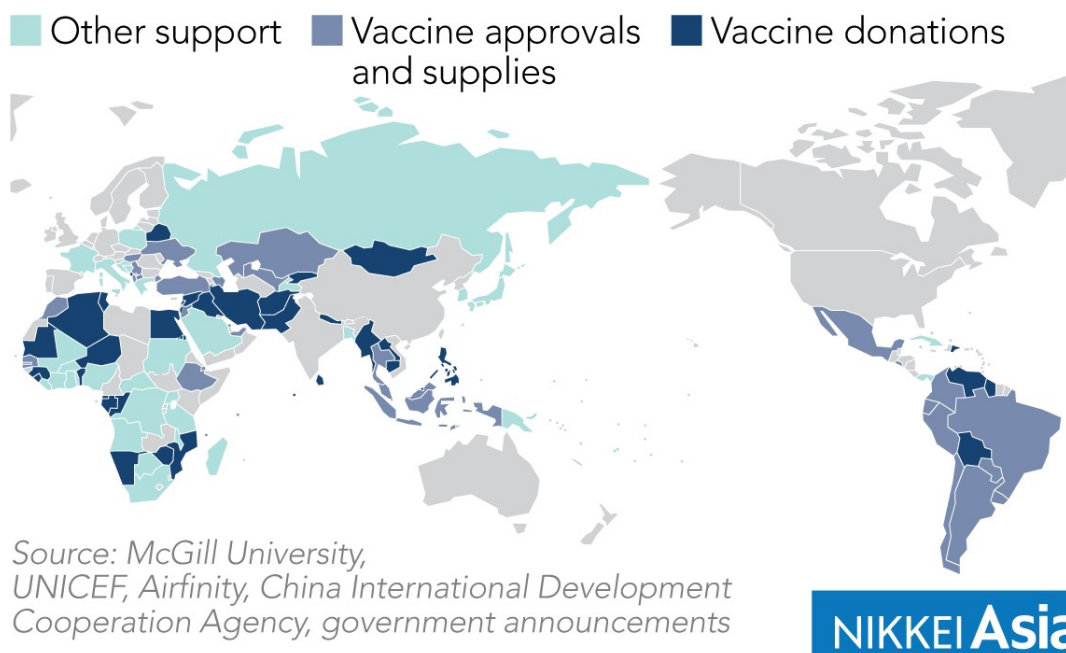 Other support
Vaccine approvals
and supplies
Vaccine donations
Source: McGill University,
UNICEF, Airfinity, China International Development
Cooperation Agency, government announcements
NIKKEI Asia